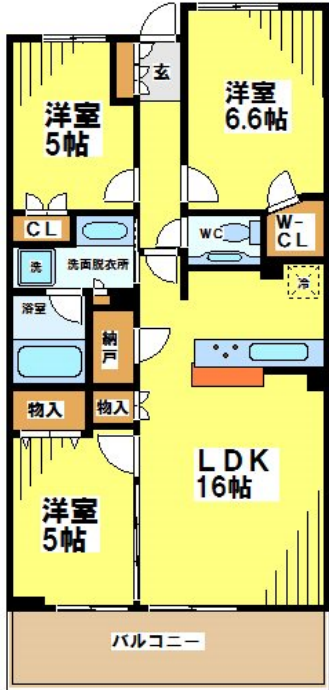 玄
洋室
5帖
洋室
6.6帖
CL
WC
W-
CL
洗
洗面脱衣所
冷
浴室
納
戸
物入
物入
LDK
16帖
洋室
5帖
バルコニー